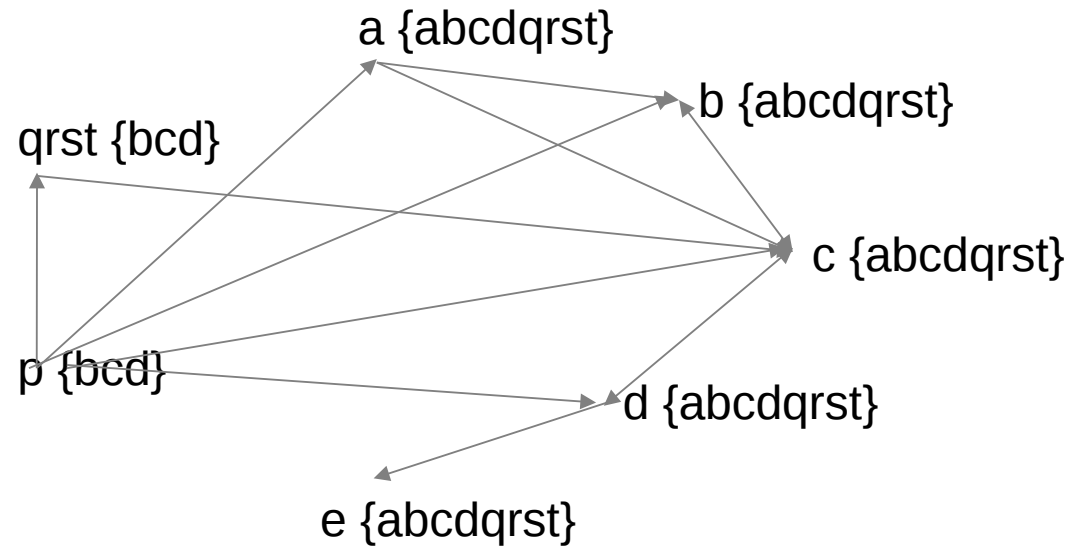 a {abcdqrst}
b {abcdqrst}
qrst {bcd}
c {abcdqrst}
p {bcd}
d {abcdqrst}
e {abcdqrst}